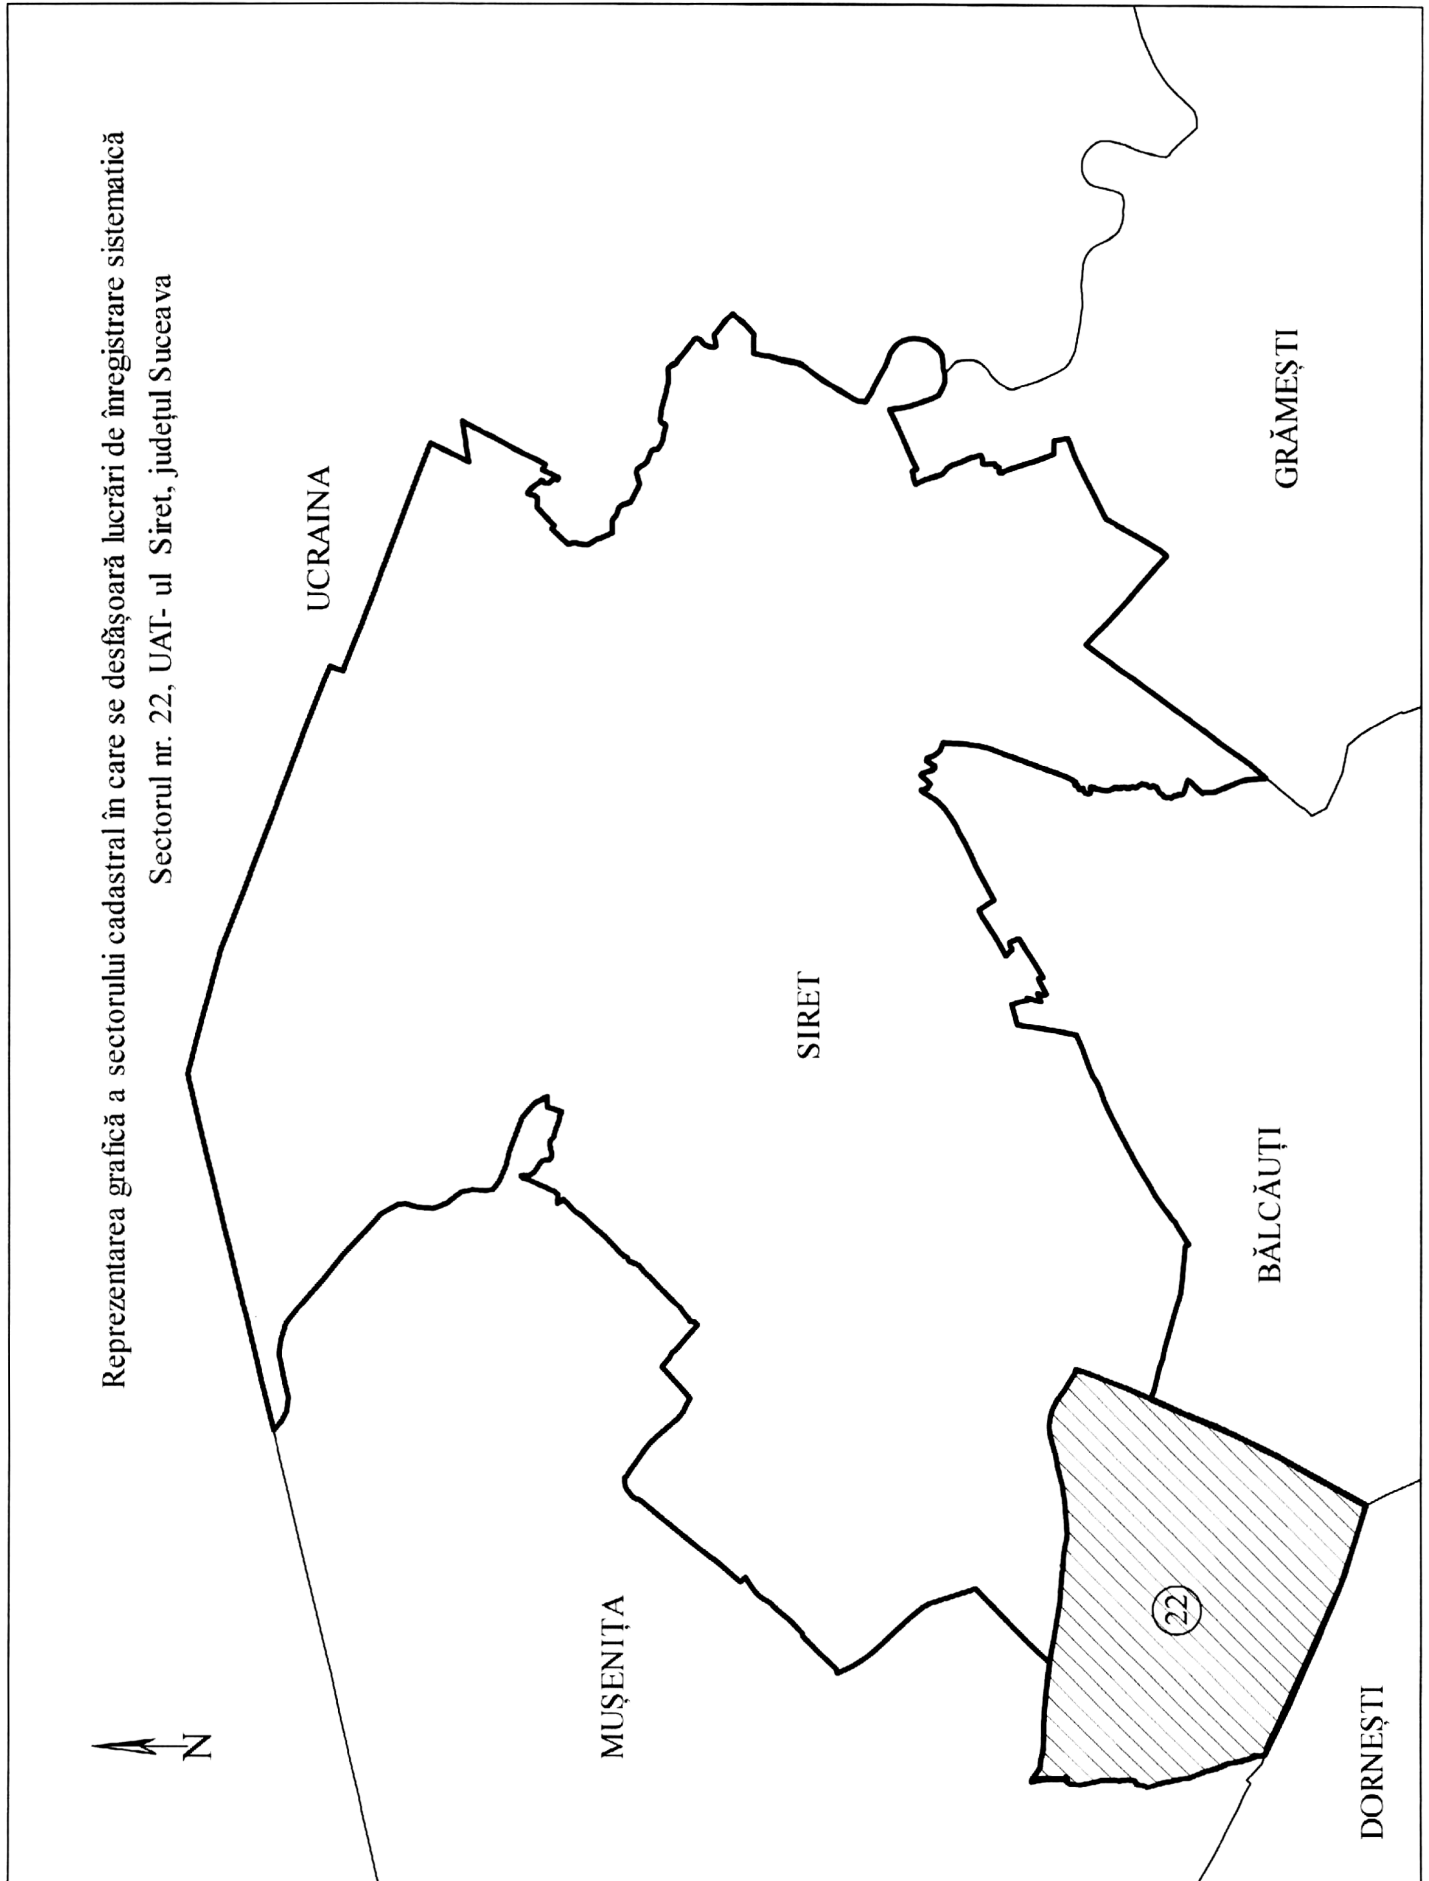 Reprezentarea grafică a sectorului cadastral în care se desfășoară lucrări de înregistrare sistematică
Sectorul nr. 22, UAT- ul Siret, județul Suceava
N
UCRAINA
MUȘENIȚA
SIRET
GRĂMEȘTI
BĂLCĂUȚI
22
DORNEȘTI